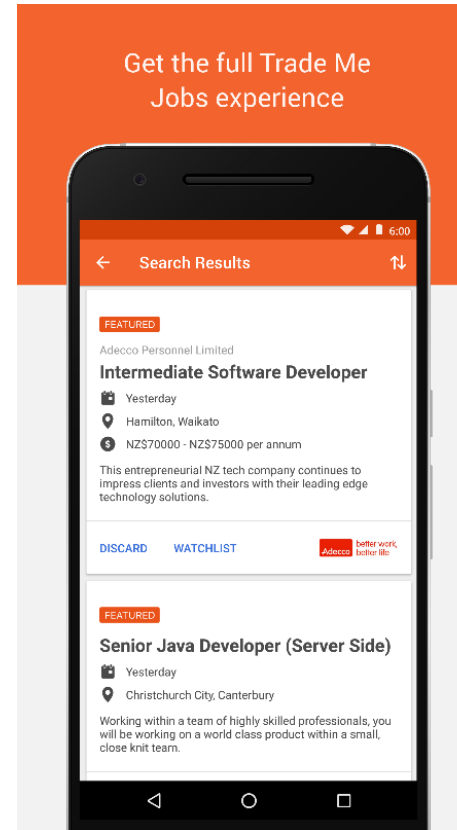 Get the full Trade Me
Jobs experience
6:00
Search Results
FEATURED
Adecco Personnel Limited
Intermediate Software Developer
Yesterday
Hamilton, Waikato
$ NZ$70000 - NZ$75000 per annum
This entrepreneurial NZ tech company continues to
impress clients and investors with their leading edge
technology solutions.
DISCARD WATCHLIST
Adecco better work,
better life
FEATURED
Senior Java Developer (Server Side)
Yesterday
Christchurch City, Canterbury
Working within a team of highly skilled professionals, you
will be working on a world class product within a small,
close knit team.